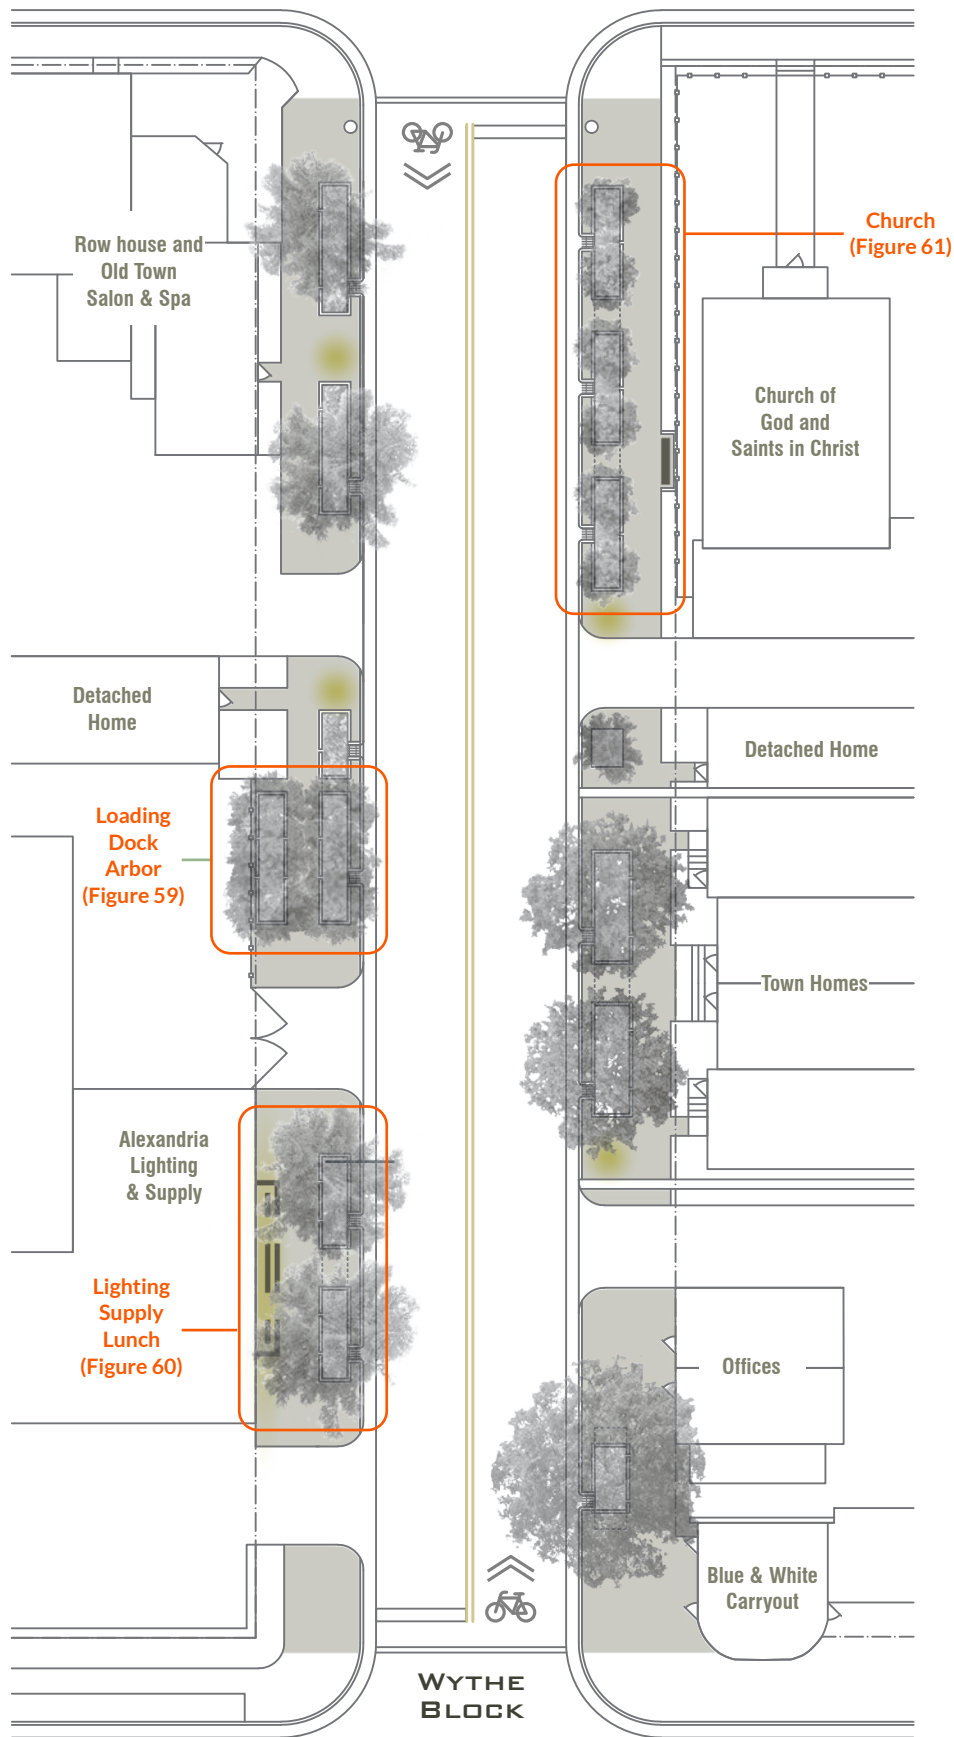 Church
(Figure 61)
Row house and
Old Town
Salon & Spa
Church of
God and
Saints in Christ
Detached
Home
Detached Home
Loading
Dock
Arbor
(Figure 59)
Town Homes
Alexandria
Lighting
& Supply
Lighting
Supply
Lunch
(Figure 60)
Offices
Blue & White
Carryout
WYTHE
BLOCK